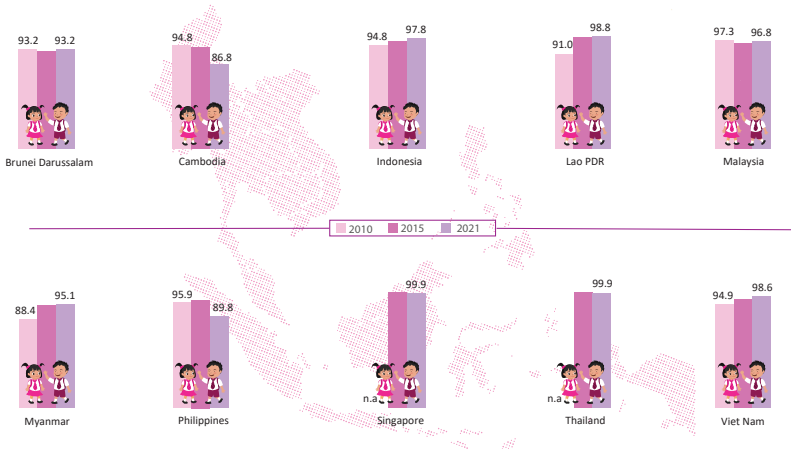 93.2 93.2
Brunei Darussalam
94.8 86.8
Cambodia
94.8 97.8
Indonesia
91.0 98.8
Lao PDR
97.3 96.8
Malaysia
2010 2015 2021
88.4 95.1
Myanmar
95.9 89.8
Philippines
n.a 99.9
Singapore
n.a 99.9
Thailand
94.9 98.6
Viet Nam